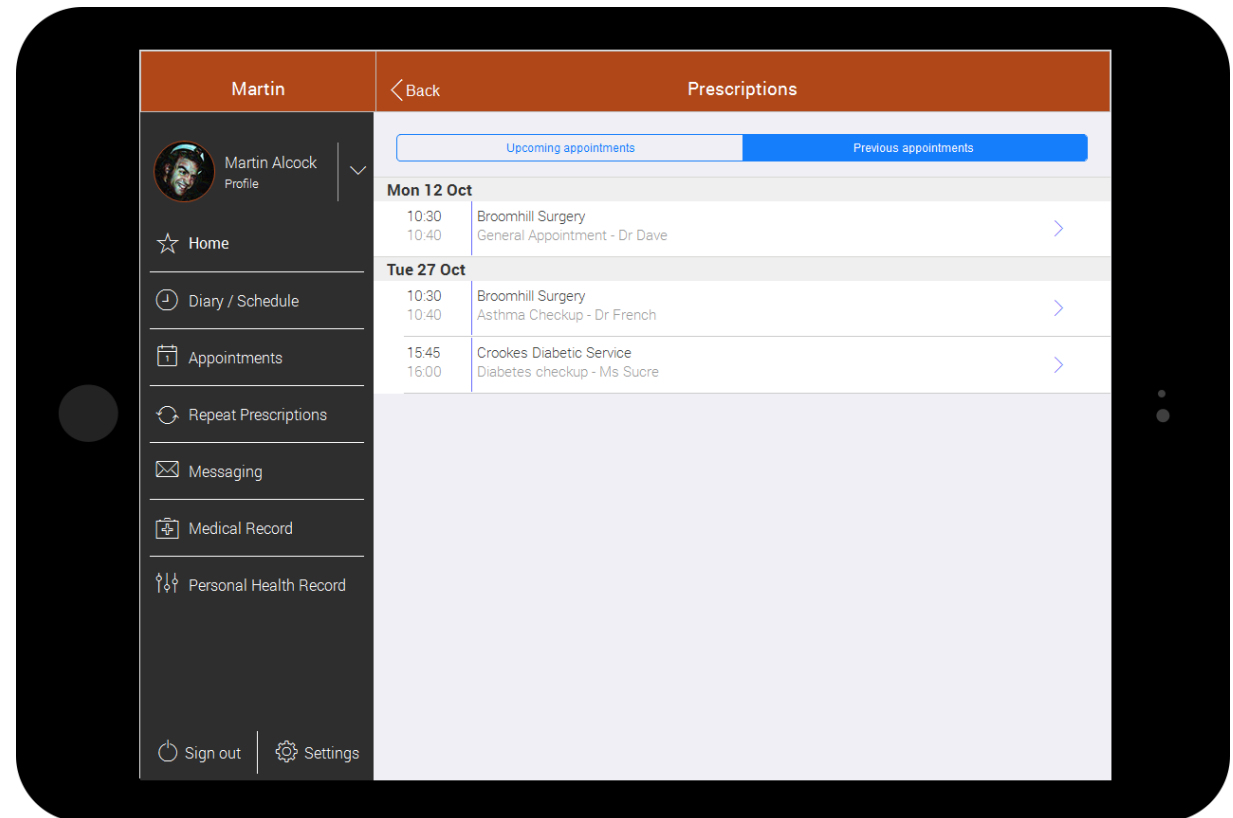 Martin
Back
Prescriptions
Martin Alcock
Profile
Home
Diary / Schedule
1
Appointments
Repeat Prescriptions
Messaging
Medical Record
Personal Health Record
Sign out
Settings
Upcoming appointments
Previous appointments
Mon 12 Oct
10:30 Broomhill Surgery
10:40 General Appointment - Dr Dave
Tue 27 Oct
10:30 Broomhill Surgery
10:40 Asthma Checkup - Dr French
15:45 Crookes Diabetic Service
16:00 Diabetes checkup - Ms Sucre